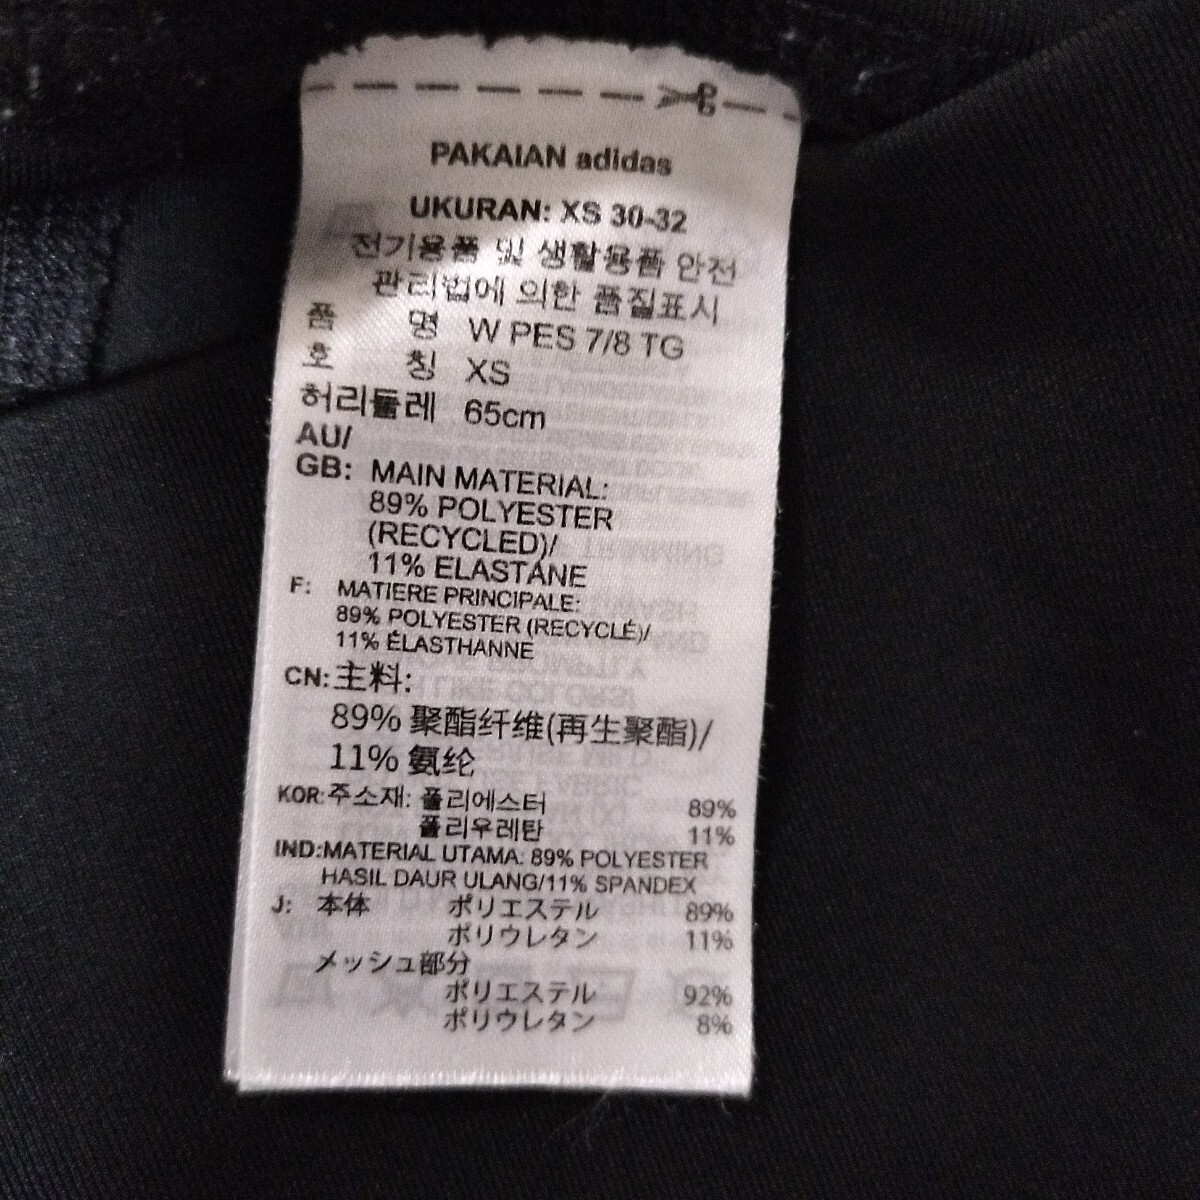 PAKAIAN adidas
UKURAN: XS 30-32
전기용품 및 생활용품 안전
관리법에 의한 품질표시
품 명 W PES 7/8 TG
호 칭 XS
허리둘레 65cm
AU/
GB: MAIN MATERIAL:
89% POLYESTER
(RECYCLED)/
11% ELASTANE
F: MATIERE PRINCIPALE:
89% POLYESTER (RECYCLÉ)/
11% ÉLASTHANNE
CN: 主料:
89% 聚酯纤维(再生聚酯)/
11% 氨纶
KOR: 주소재: 폴리에스터 89%
폴리우레탄 11%
IND:MATERIAL UTAMA: 89% POLYESTER
HASIL DAUR ULANG/11% SPANDEX
J: 本体 ポリエステル 89%
ポリウレタン 11%
メッシュ部分
ポリエステル 92%
ポリウレタン 8%